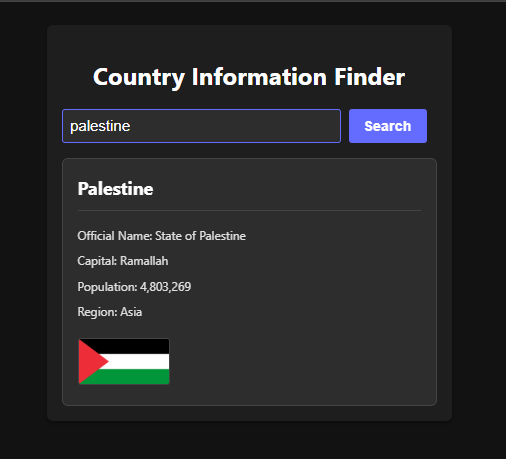 Country Information Finder
palestine
Search
Palestine
Official Name: State of Palestine
Capital: Ramallah
Population: 4,803,269
Region: Asia